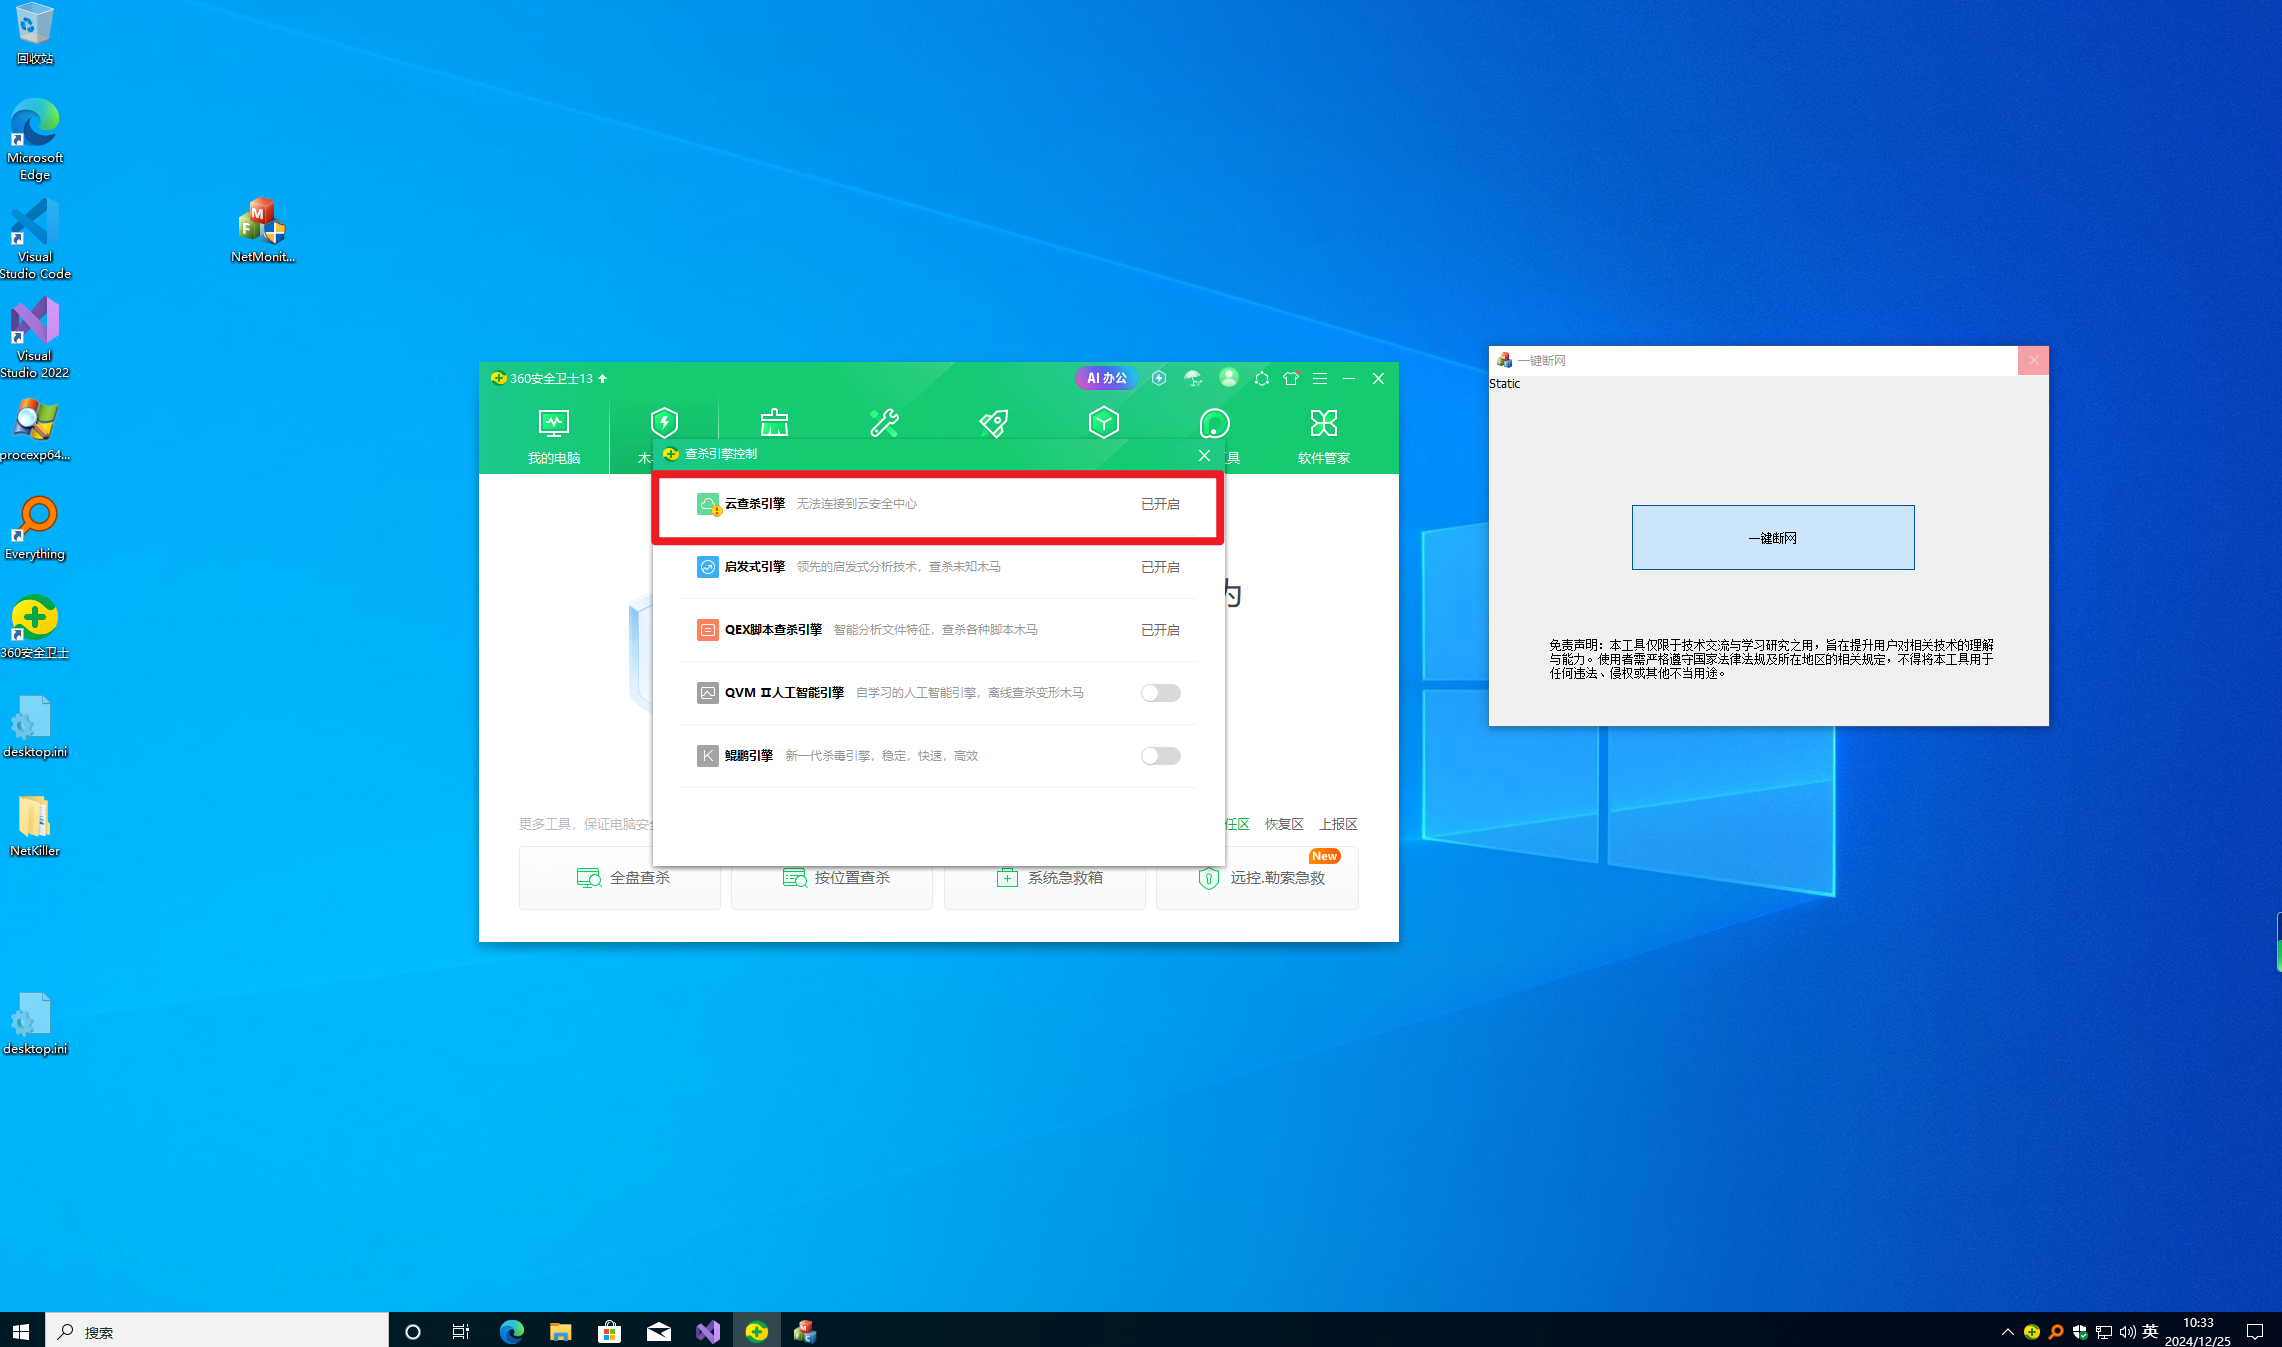 回收站
Microsoft
Edge
Visual
Studio Code
Visual
Studio 2022
procexp64...
Everything
360安全卫士
desktop.ini
NetKiller
desktop.ini
NetMonit...
360安全卫士13
AI 办公
我的电脑
木
具
软件管家
查杀引擎控制
云查杀引擎 无法连接到云安全中心 已开启
启发式引擎 领先的启发式分析技术，查杀未知木马 已开启
QEX脚本查杀引擎 智能分析文件特征，查杀各种脚本木马 已开启
QVM II人工智能引擎 自学习的人工智能引擎，离线查杀变形木马
鲲鹏引擎 新一代杀毒引擎，稳定，快速，高效
为
更多工具，保证电脑安全
任区 恢复区 上报区
New
全盘查杀 按位置查杀 系统急救箱 远控.勒索急救
一键断网
Static
一键断网
免责声明：本工具仅限于技术交流与学习研究之用，旨在提升用户对相关技术的理解
与能力。使用者需严格遵守国家法律法规及所在地区的相关规定，不得将本工具用于
任何违法、侵权或其他不当用途。
搜索
英
10:33
2024/12/25